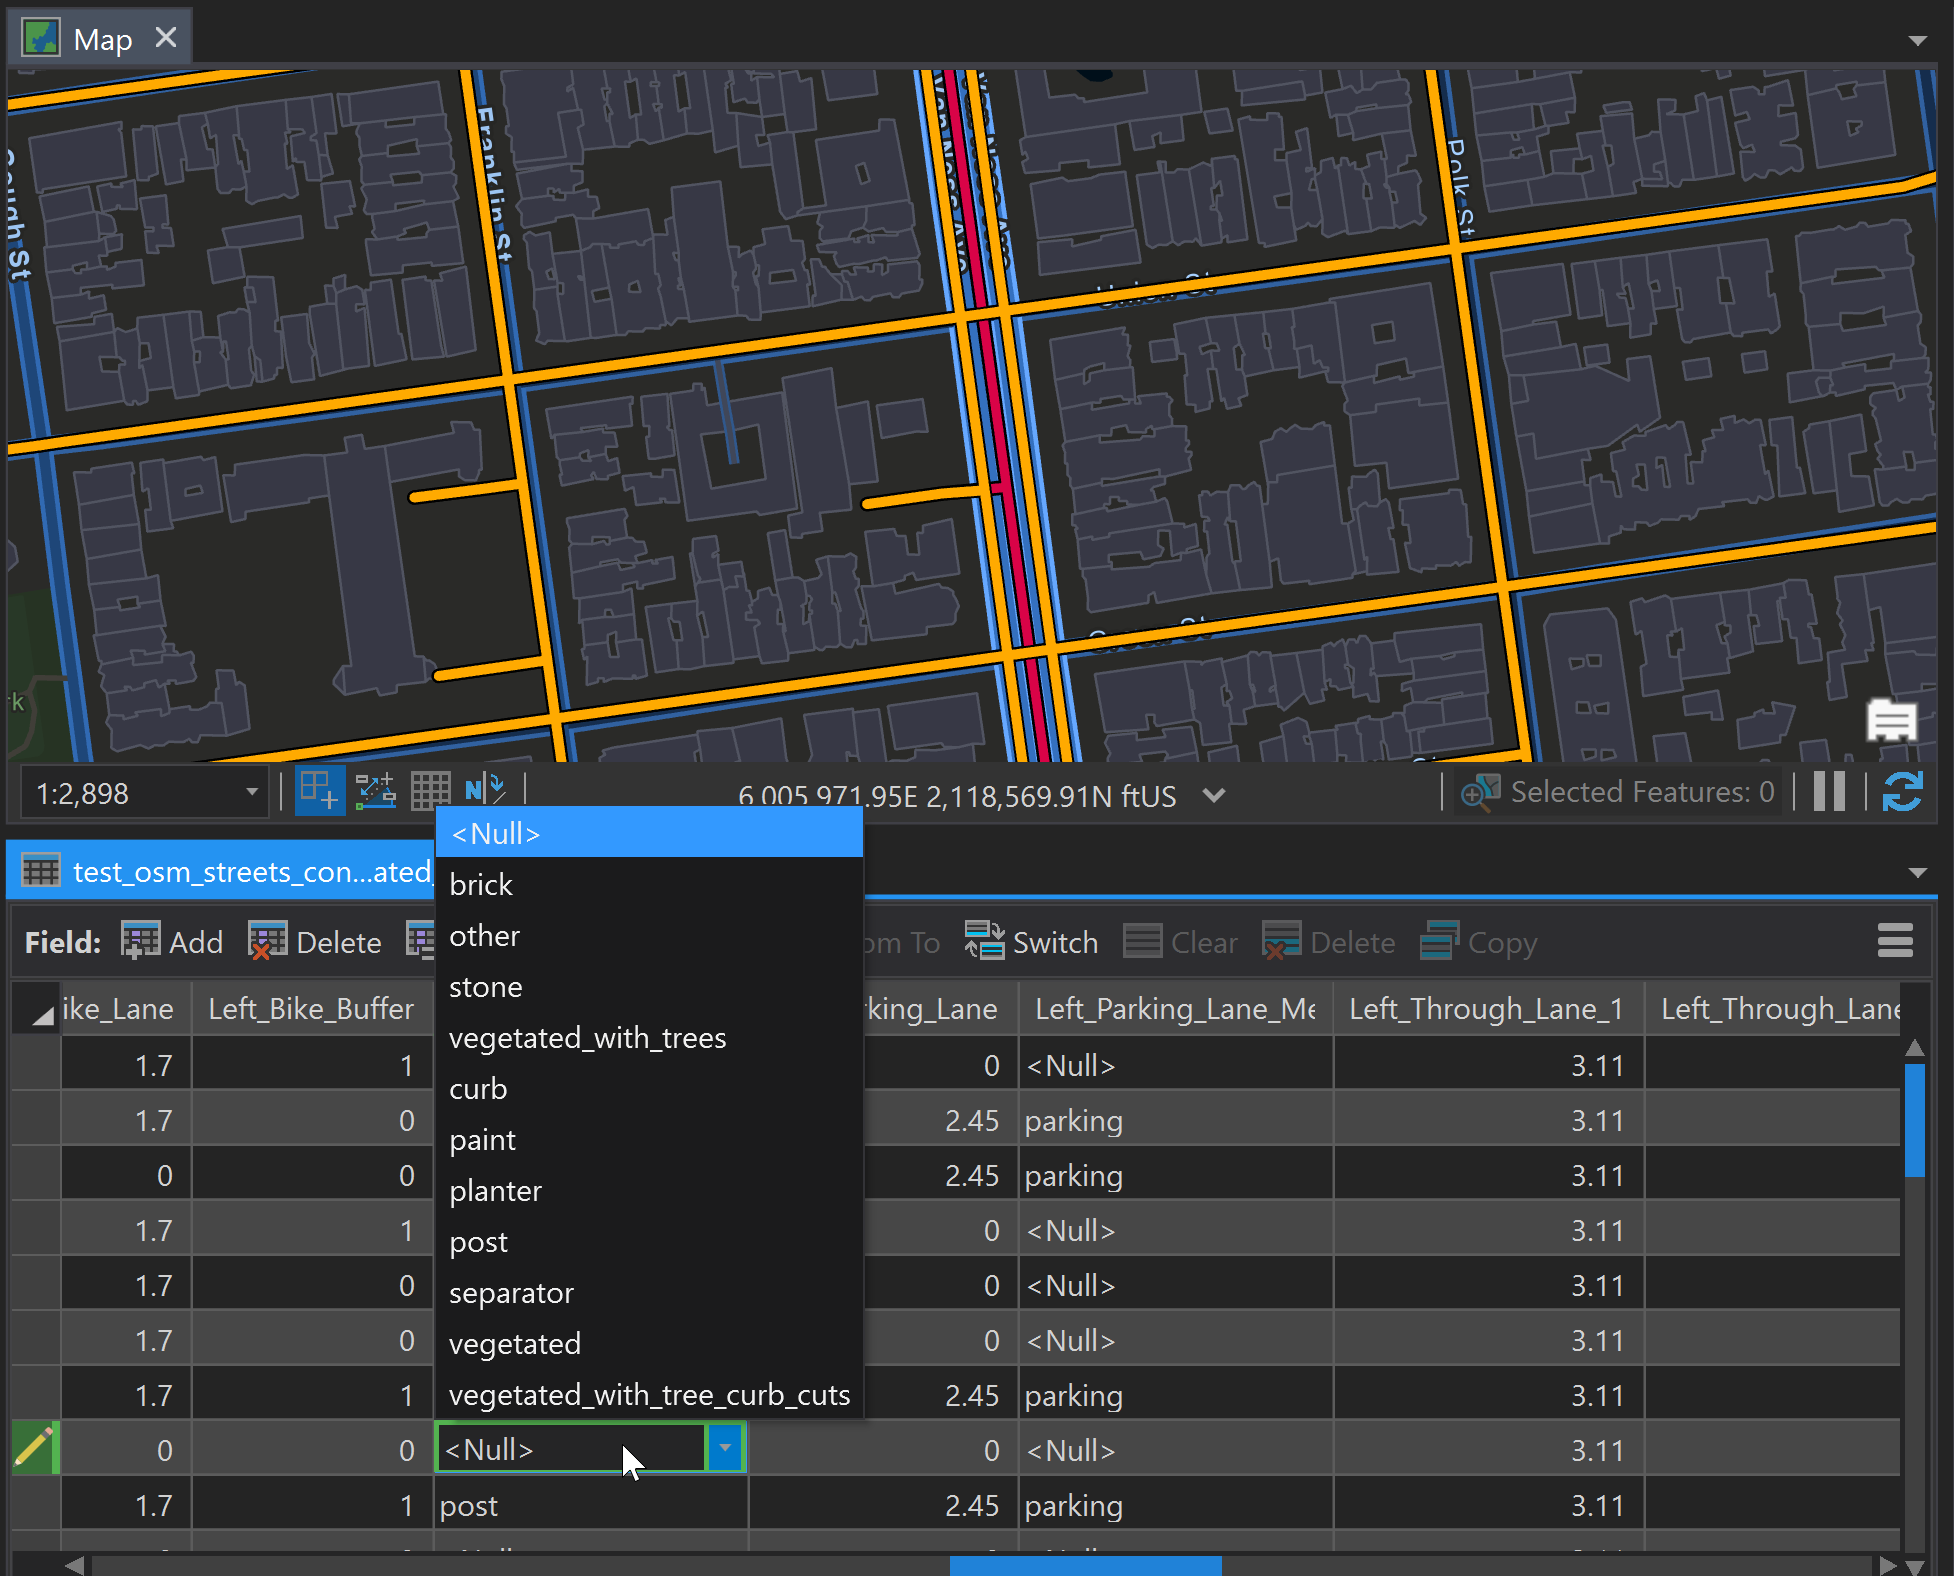 Map
Gough St
Franklin St
Van Ness Ave
Van Ness Ave
Polk St
Union St
Green St
rk
1:2,898
N
6,005,971.95E 2,118,569.91N ftUS
Selected Features: 0
test_osm_streets_con...ated_
Field:
Add
Delete
om To
Switch
Clear
Delete
Copy
ike_Lane Left_Bike_Buffer rking_Lane Left_Parking_Lane_Me Left_Through_Lane_1 Left_Through_Lane
<Null>
brick
other
stone
vegetated_with_trees
curb
paint
planter
post
separator
vegetated
vegetated_with_tree_curb_cuts
1.7 1 0 <Null> 3.11
1.7 0 2.45 parking 3.11
0 0 2.45 parking 3.11
1.7 1 0 <Null> 3.11
1.7 0 0 <Null> 3.11
1.7 0 0 <Null> 3.11
1.7 1 2.45 parking 3.11
0 0 <Null> 0 <Null> 3.11
1.7 1 post 2.45 parking 3.11